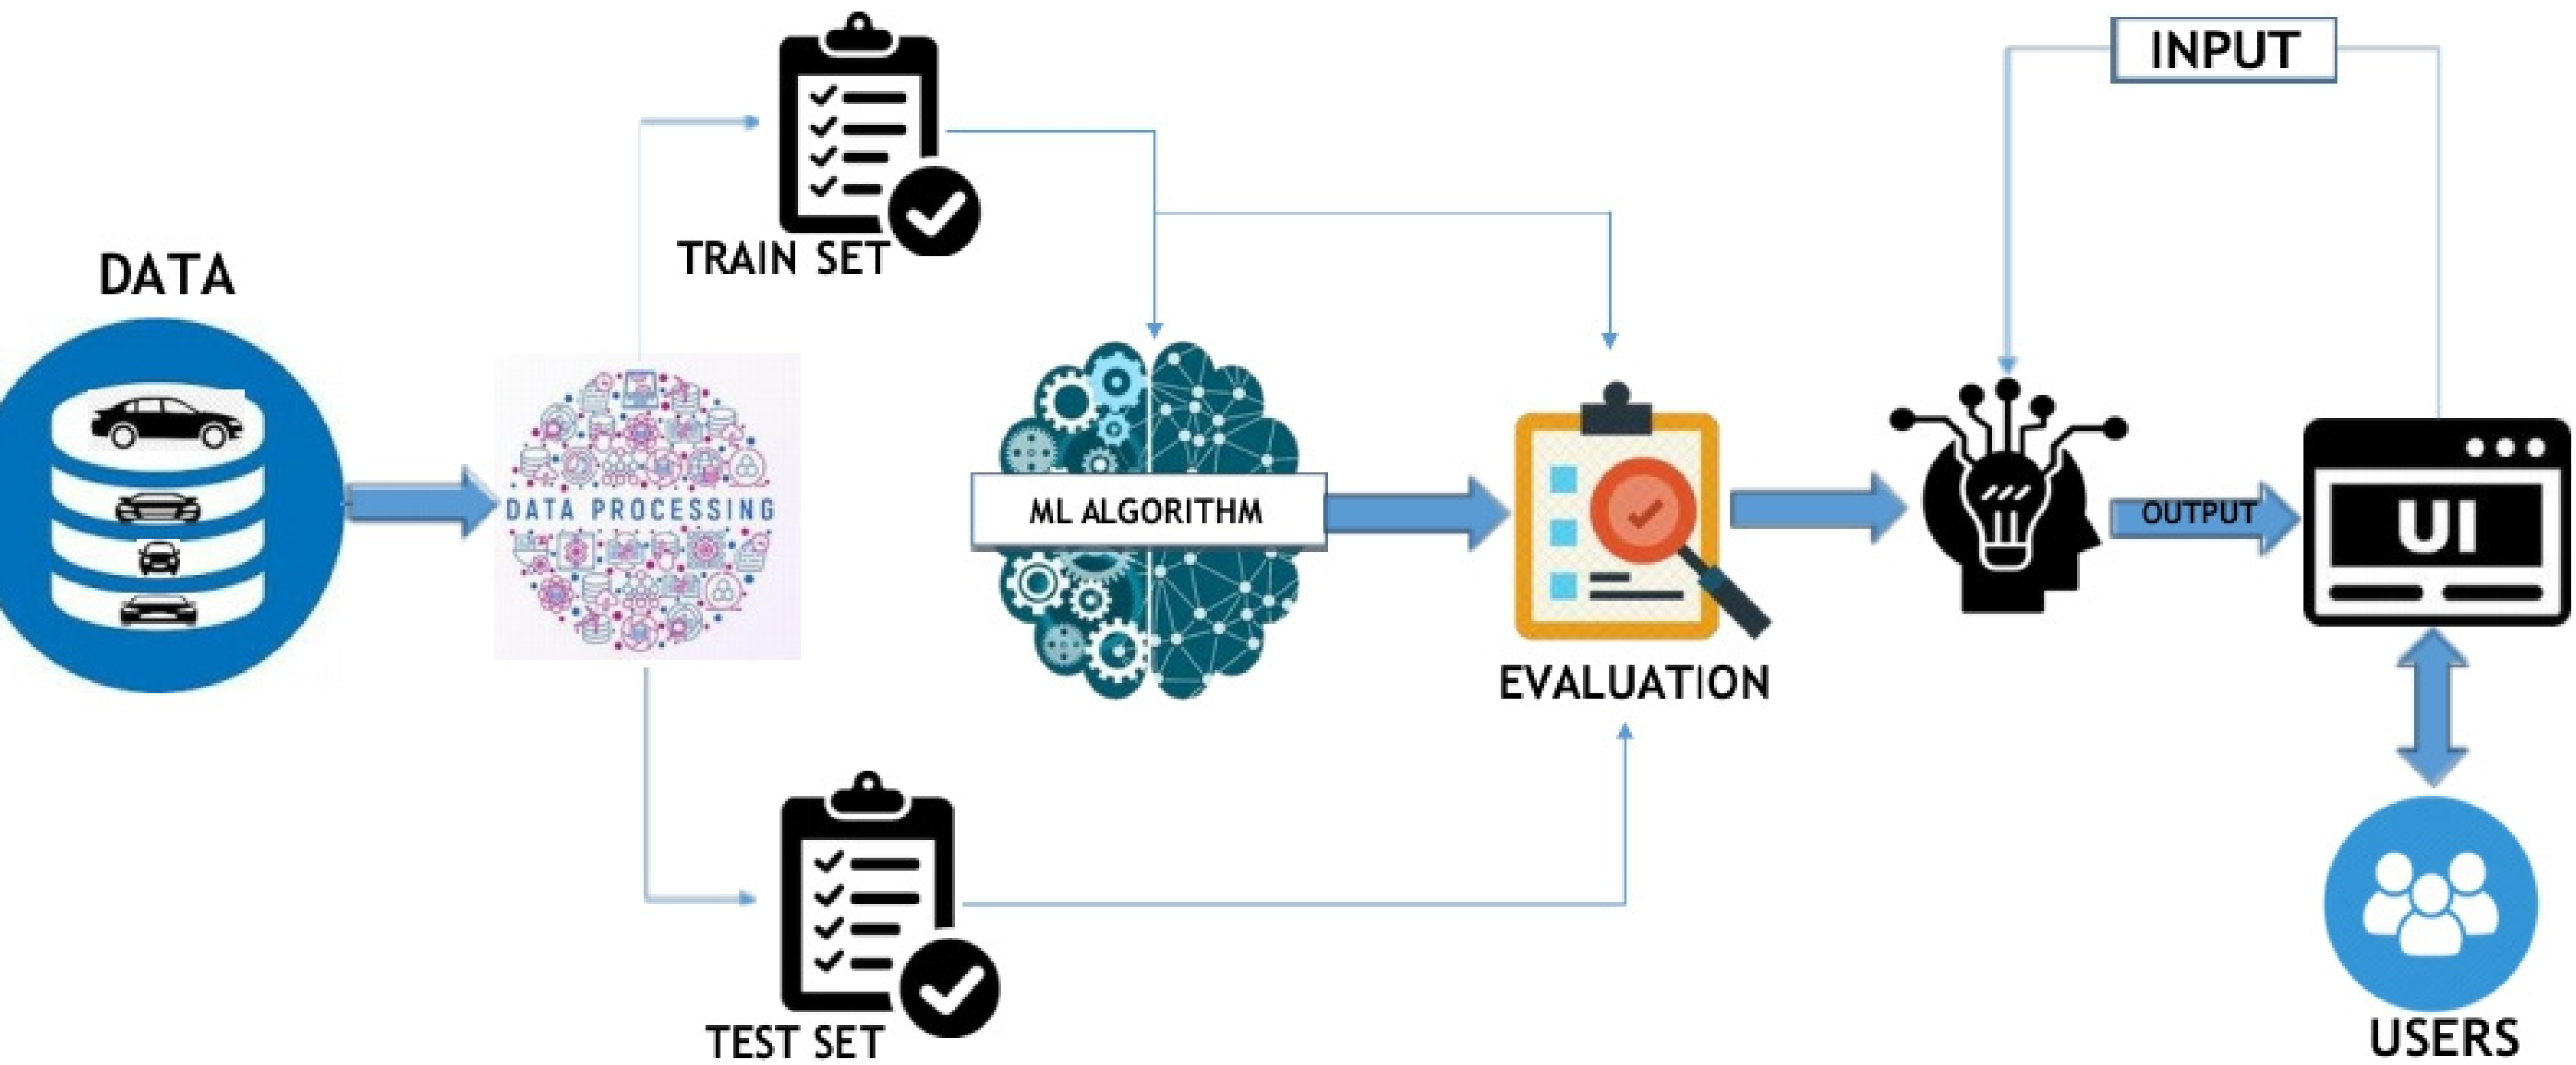 INPUT
TRAIN SET
DATA
DATA PROCESSING
ML ALGORITHM
OUTPUT
UI
EVALUATION
TEST SET
USERS